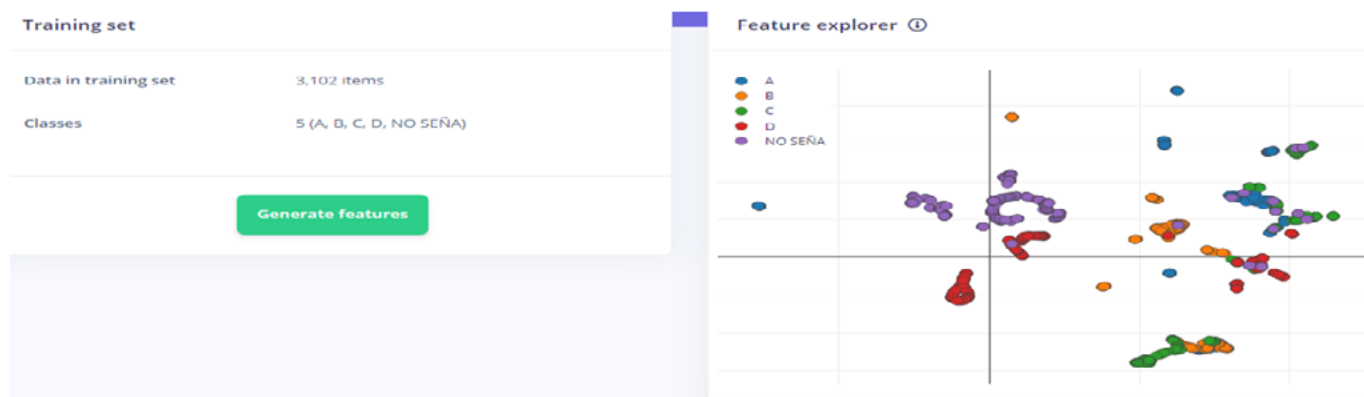 Training set
Data in training set 3,102 items
Classes 5 (A, B, C, D, NO SEÑA)
Generate features
Feature explorer
A
B
C
D
NO SEÑA